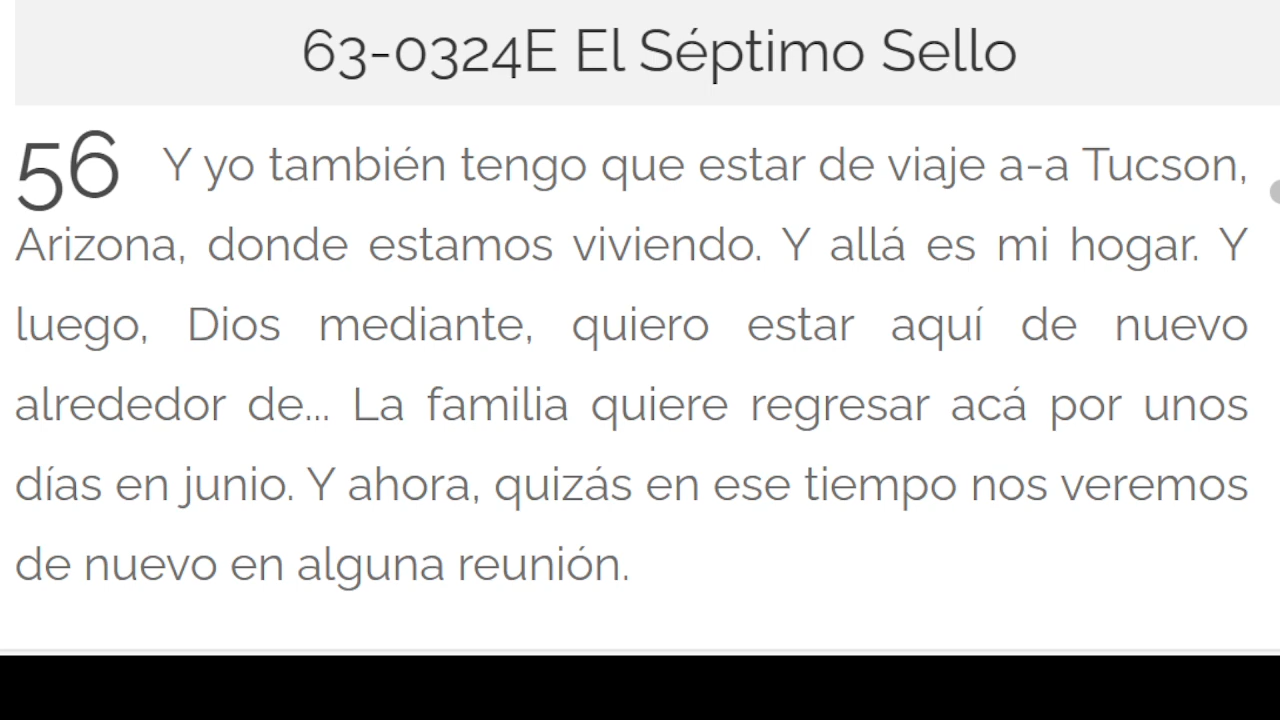 63-0324E El Séptimo Sello
56 Y yo también tengo que estar de viaje a-a Tucson,
Arizona, donde estamos viviendo. Y allá es mi hogar. Y
luego, Dios mediante, quiero estar aquí de nuevo
alrededor de... La familia quiere regresar acá por unos
días en junio. Y ahora, quizás en ese tiempo nos veremos
de nuevo en alguna reunión.